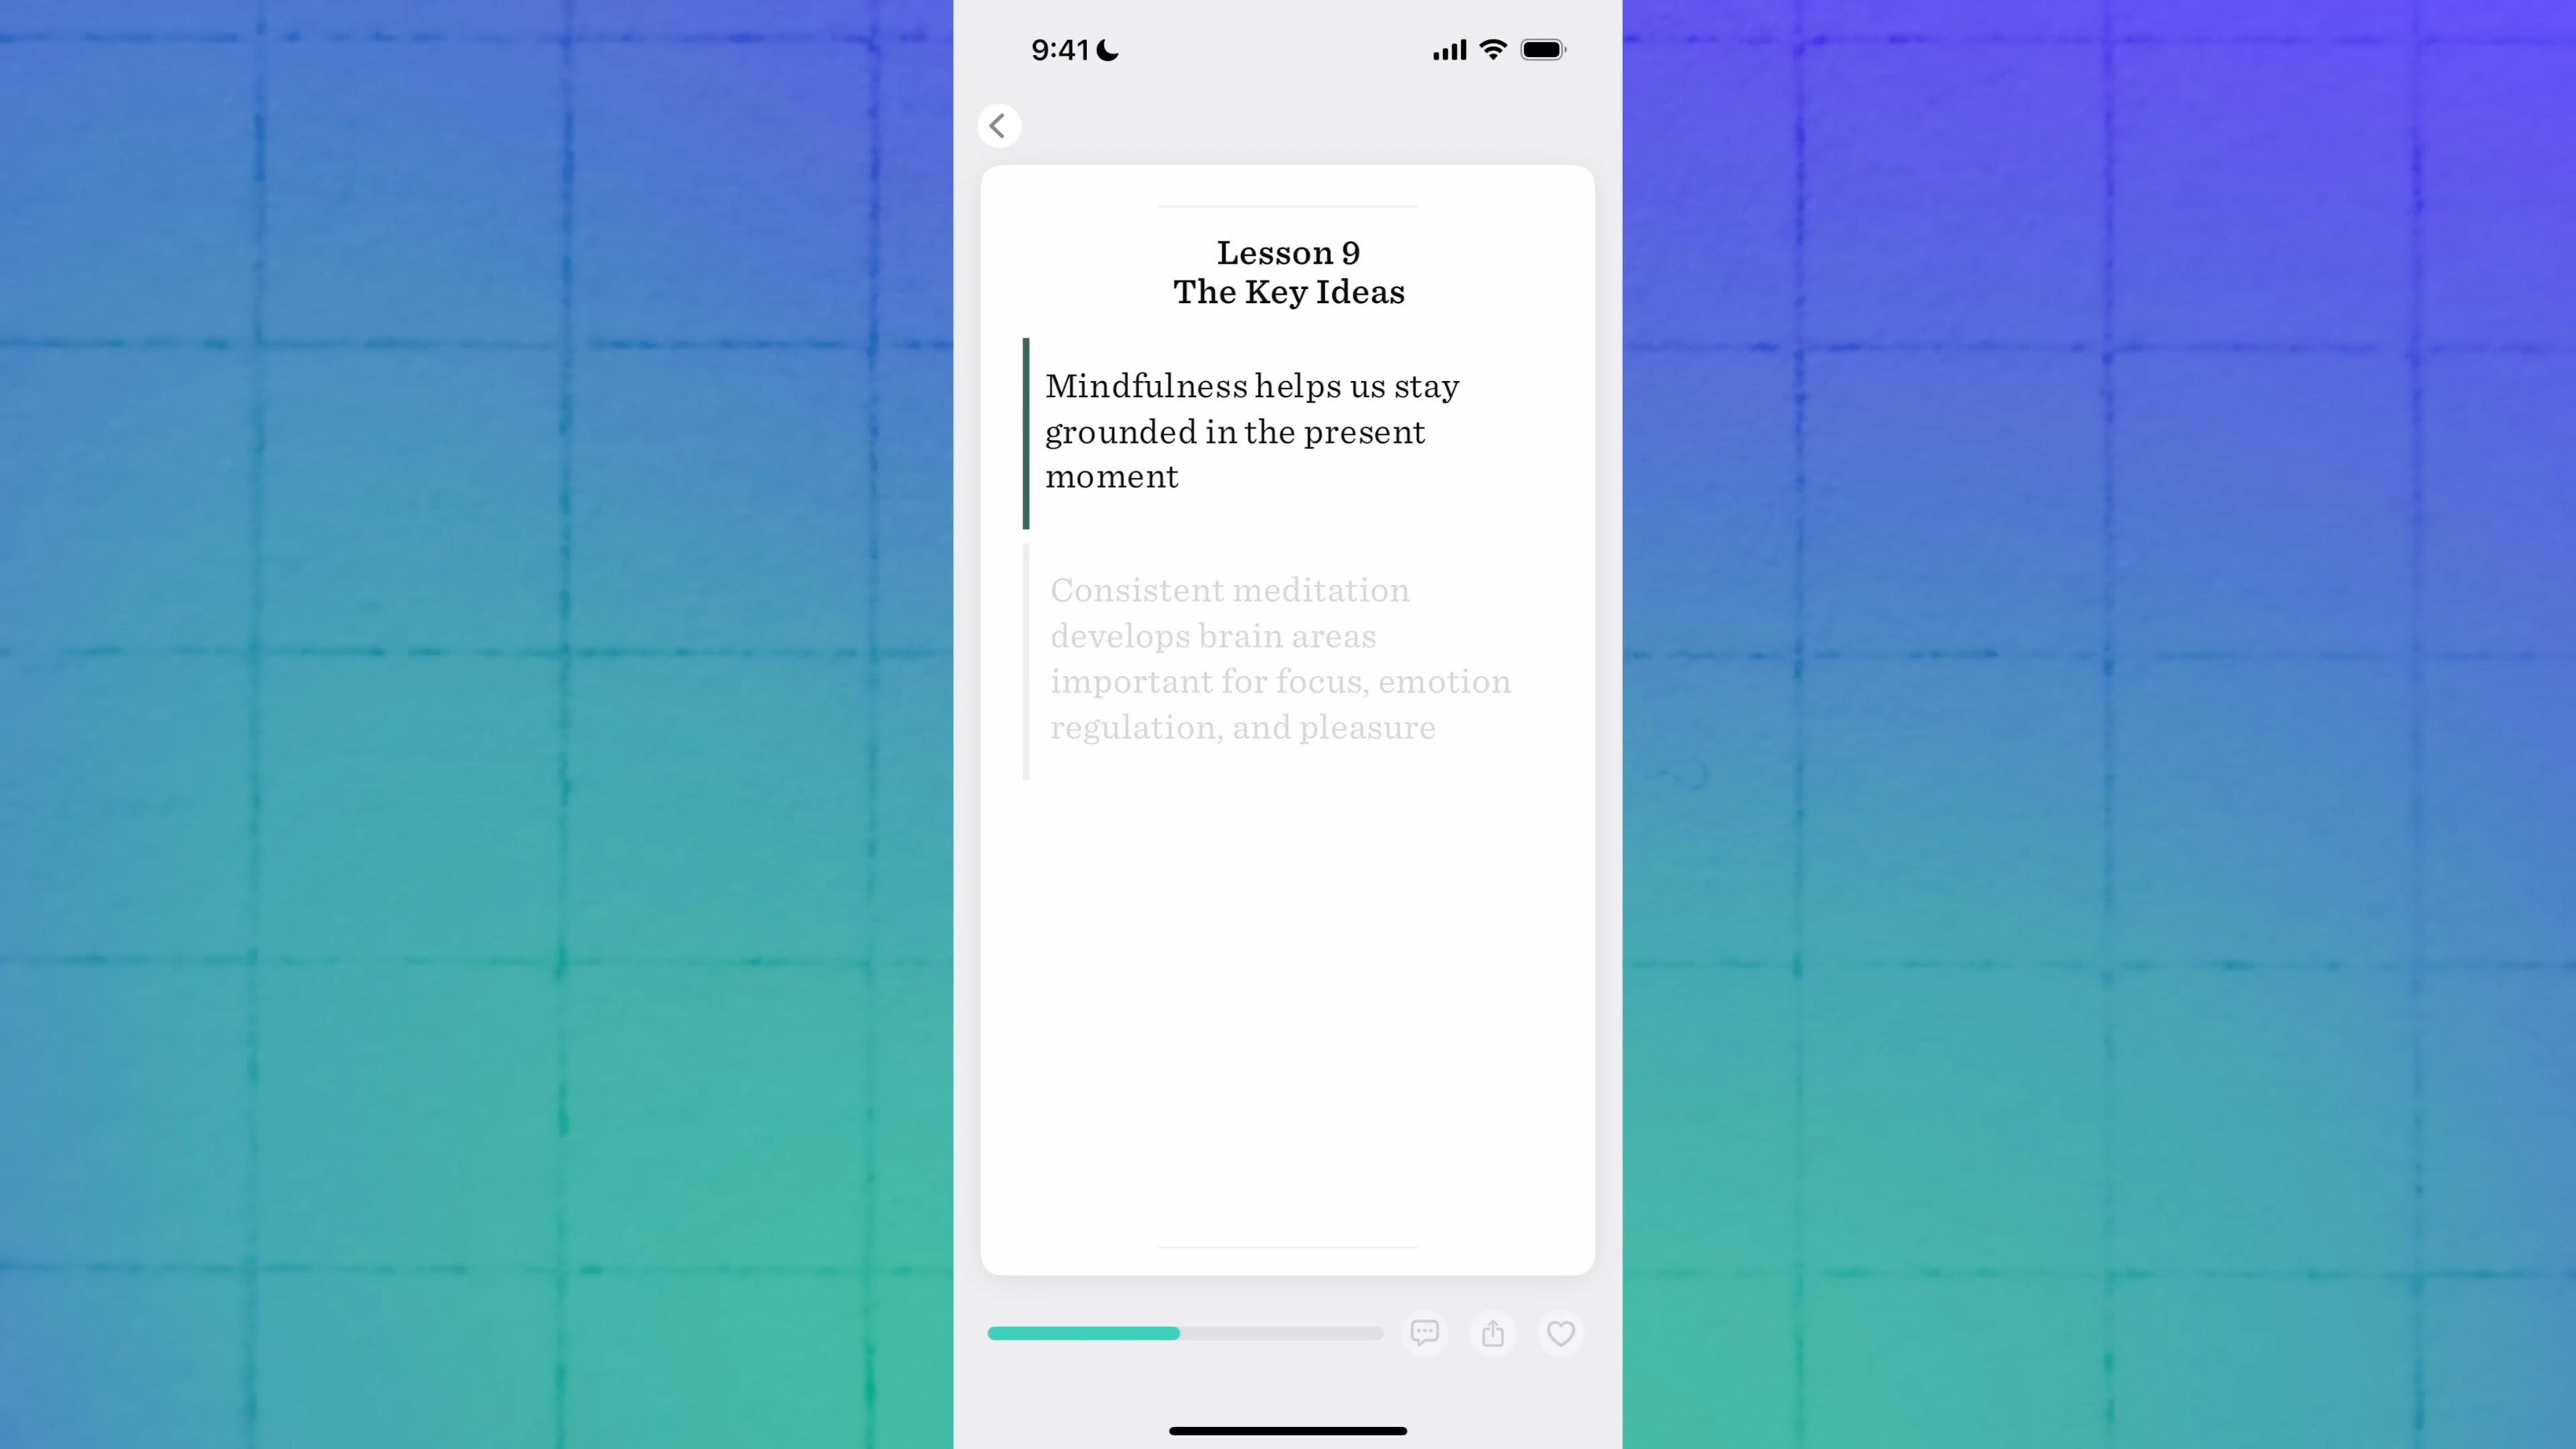 9:41
Lesson 9
The Key Ideas
Mindfulness helps us stay
grounded in the present
moment
Consistent meditation
develops brain areas
important for focus, emotion
regulation, and pleasure